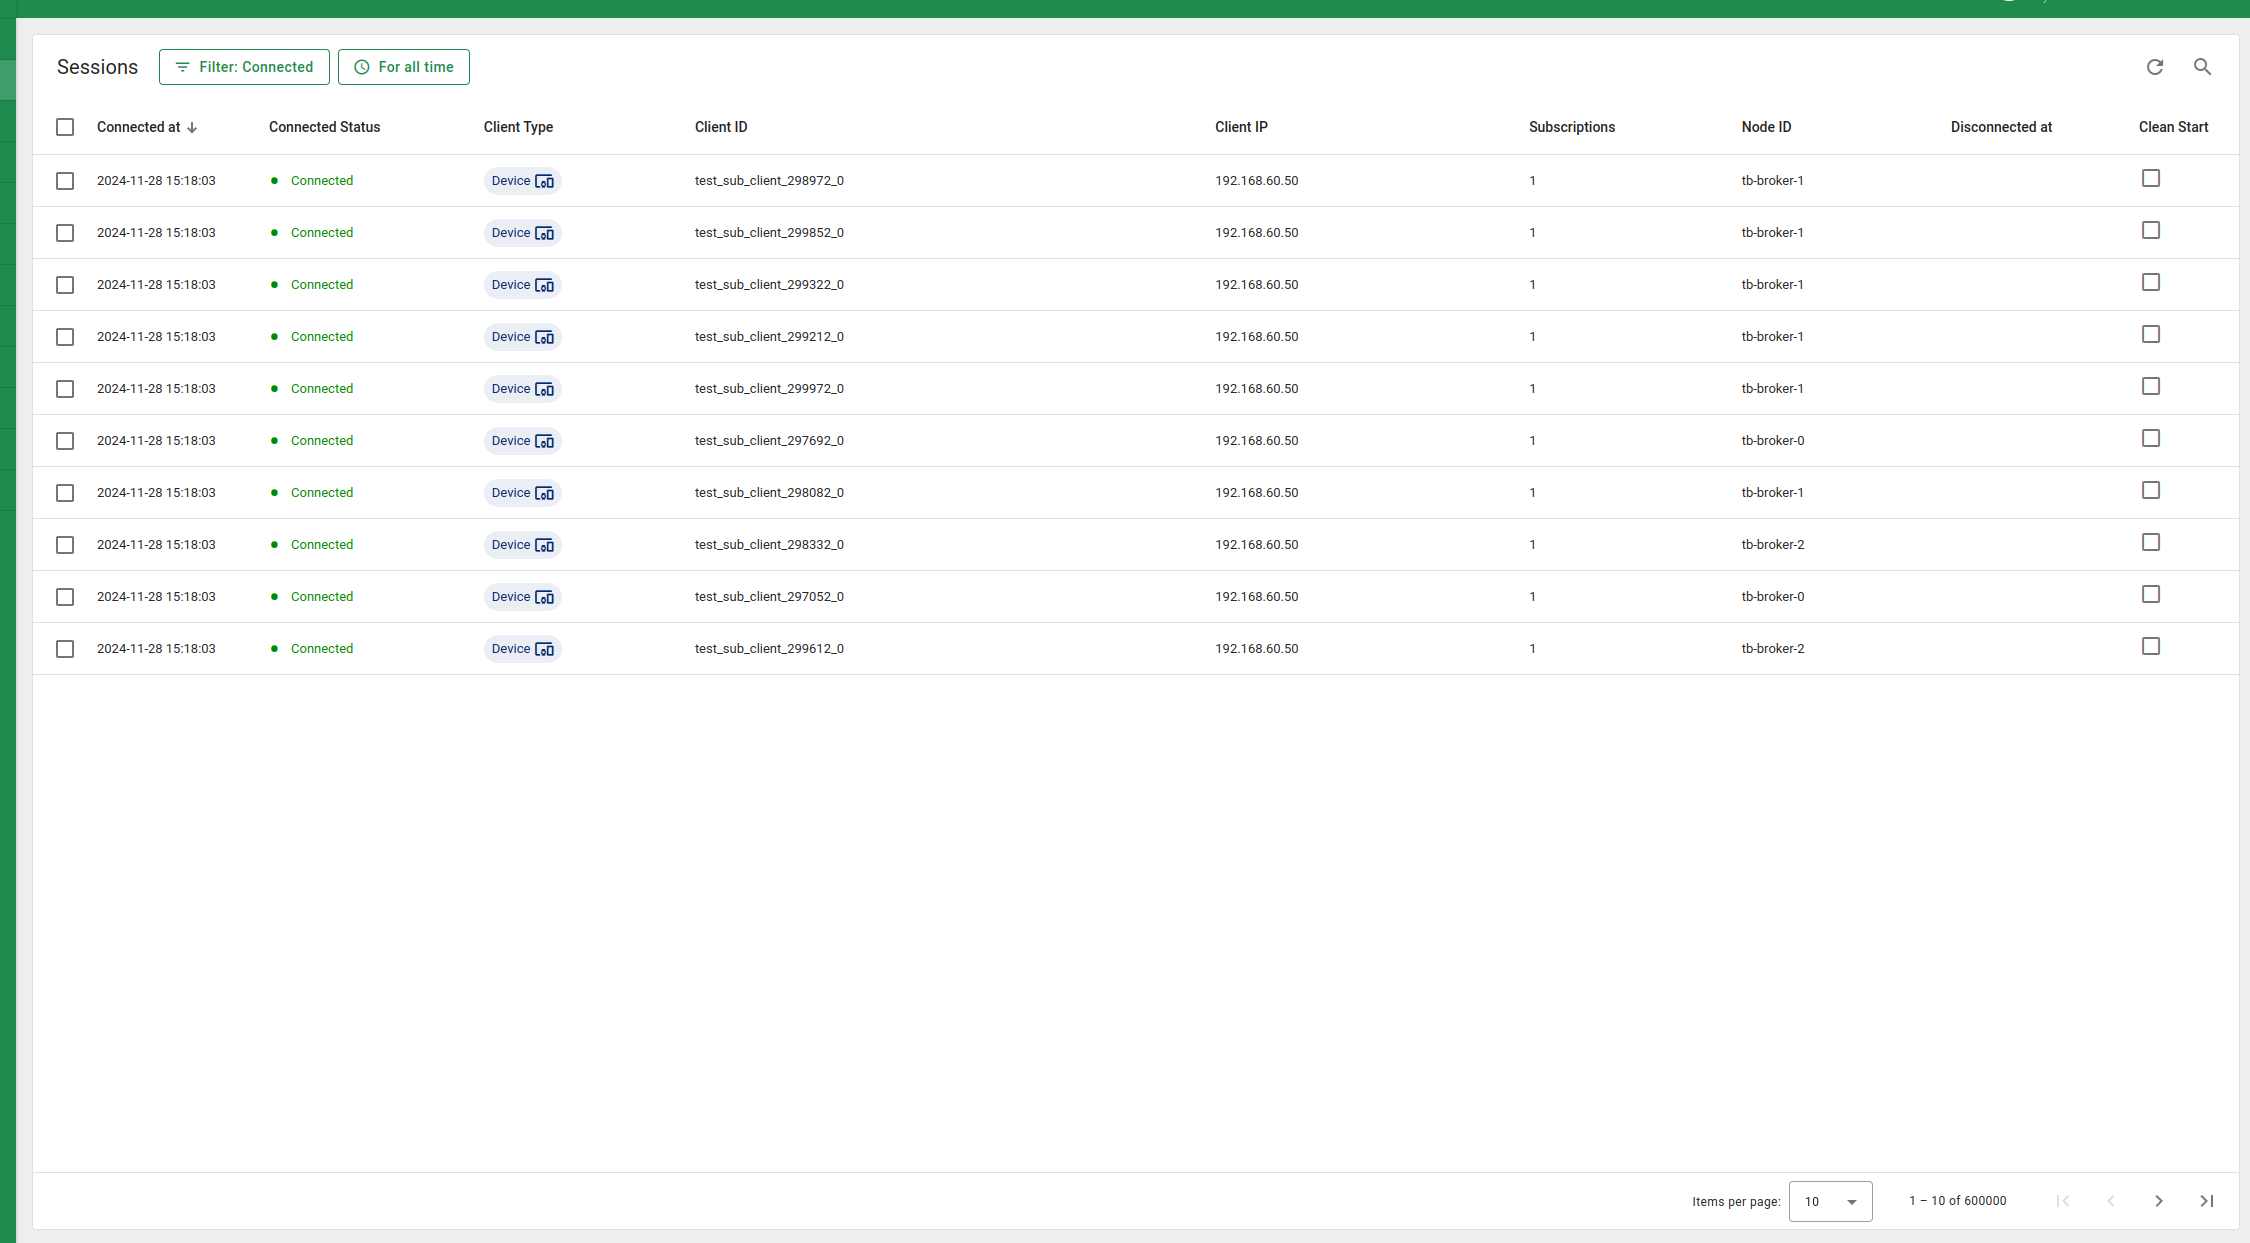 Sessions Filter: Connected For all time
Connected at Connected Status Client Type Client ID Client IP Subscriptions Node ID Disconnected at Clean Start
2024-11-28 15:18:03 Connected Device test_sub_client_298972_0 192.168.60.50 1 tb-broker-1
2024-11-28 15:18:03 Connected Device test_sub_client_299852_0 192.168.60.50 1 tb-broker-1
2024-11-28 15:18:03 Connected Device test_sub_client_299322_0 192.168.60.50 1 tb-broker-1
2024-11-28 15:18:03 Connected Device test_sub_client_299212_0 192.168.60.50 1 tb-broker-1
2024-11-28 15:18:03 Connected Device test_sub_client_299972_0 192.168.60.50 1 tb-broker-1
2024-11-28 15:18:03 Connected Device test_sub_client_297692_0 192.168.60.50 1 tb-broker-0
2024-11-28 15:18:03 Connected Device test_sub_client_298082_0 192.168.60.50 1 tb-broker-1
2024-11-28 15:18:03 Connected Device test_sub_client_298332_0 192.168.60.50 1 tb-broker-2
2024-11-28 15:18:03 Connected Device test_sub_client_297052_0 192.168.60.50 1 tb-broker-0
2024-11-28 15:18:03 Connected Device test_sub_client_299612_0 192.168.60.50 1 tb-broker-2
Items per page: 10 1 – 10 of 600000